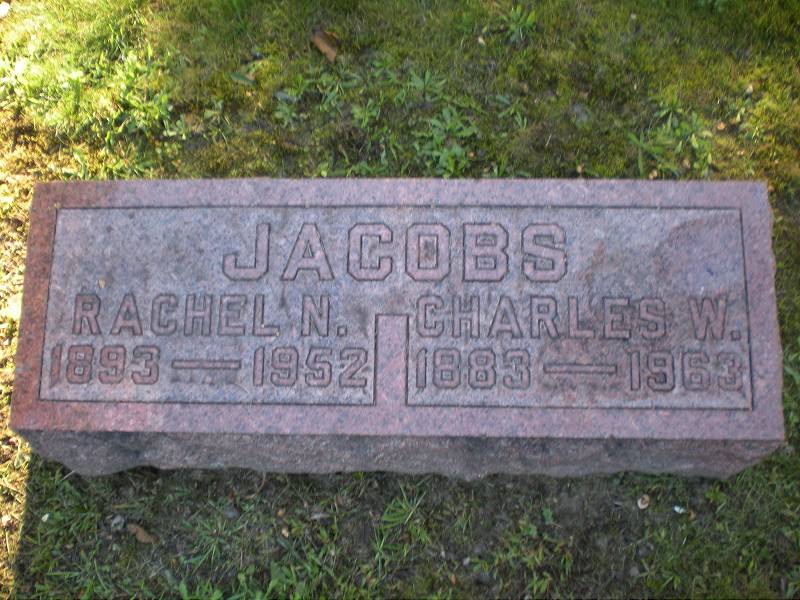 JACOBS
RACHEL N. CHARLES W.
1893 — 1952 1883 — 1963